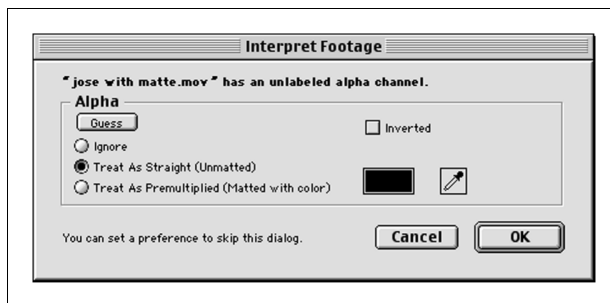 Interpret Footage
"jose with matte.mov" has an unlabeled alpha channel.
Alpha
Guess
Inverted
Ignore
Treat As Straight (Unmatted)
Treat As Premultiplied (Matted with color)
You can set a preference to skip this dialog.
Cancel
OK